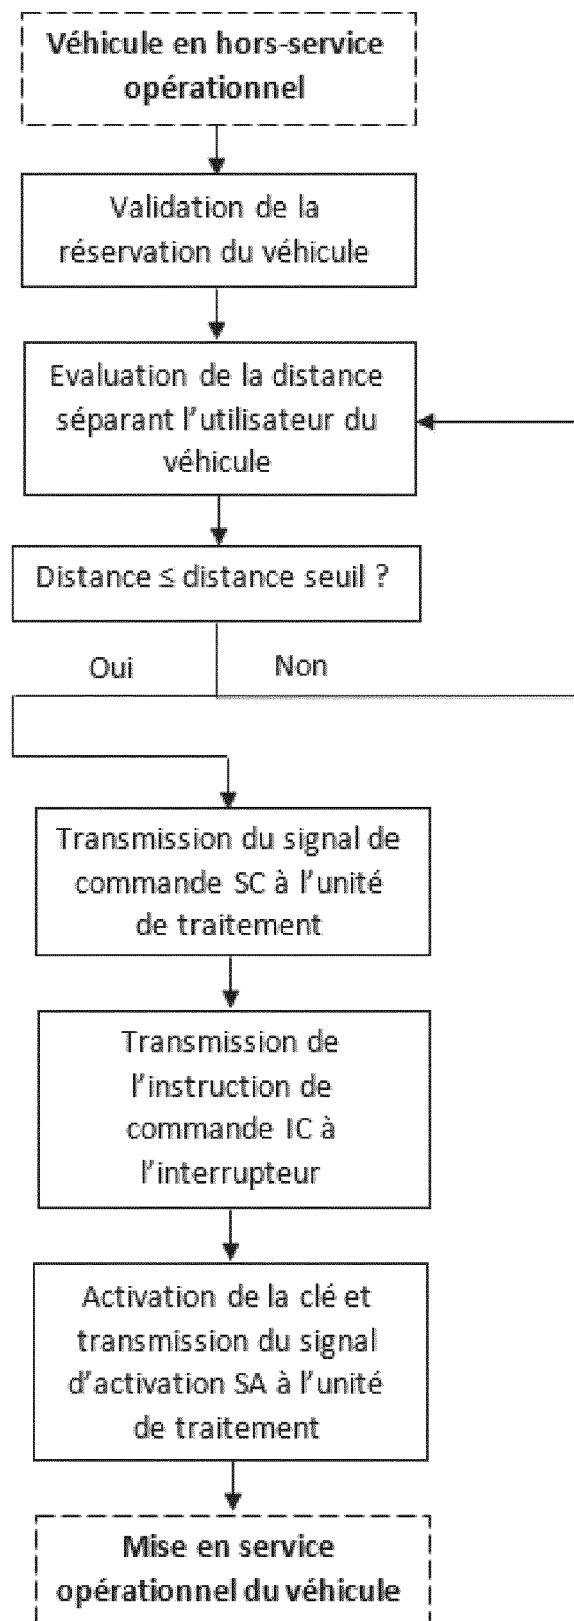 Véhicule en hors-service
opérationnel
Validation de la
réservation du véhicule
Evaluation de la distance
séparant l'utilisateur du
véhicule
Distance ≤ distance seuil ?
Oui
Non
Transmission du signal de
commande SC à l'unité
de traitement
Transmission de
l'instruction de
commande IC à
l'interrupteur
Activation de la clé et
transmission du signal
d'activation SA à l'unité
de traitement
Mise en service
opérationnel du véhicule